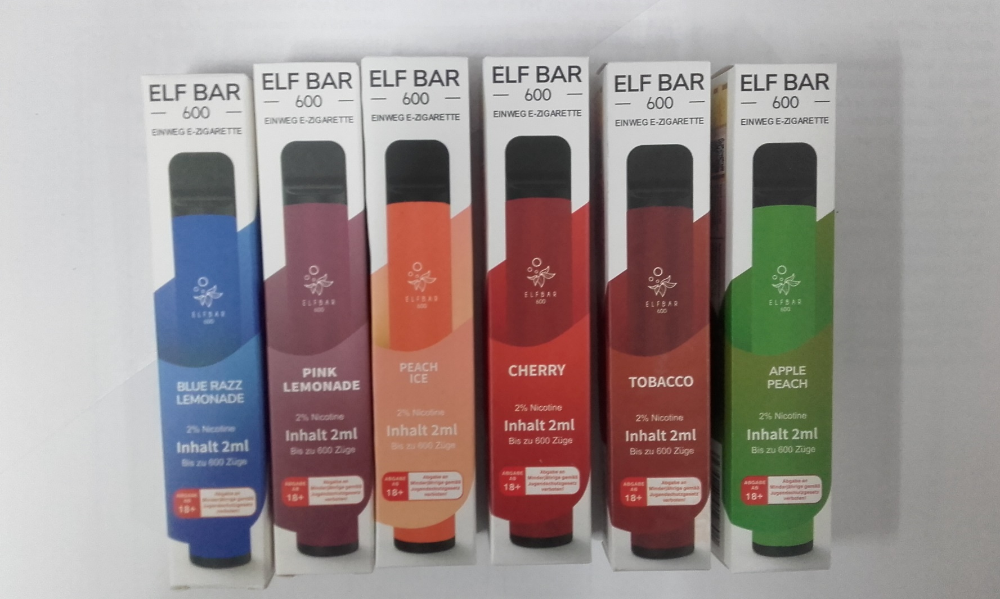 ELF BAR
600
EINWEG E-ZIGARETTE
ELFBAR
600
BLUE RAZZ
LEMONADE
2% Nicotine
Inhalt 2ml
Bis zu 600 Züge
ABGABE
AB
18+
Abgabe an
Minderjährige gemäß
Jugendschutzgesetz
verboten!
ELF BAR
600
EINWEG E-ZIGARETTE
ELFBAR
600
PINK
LEMONADE
2% Nicotine
Inhalt 2ml
Bis zu 600 Züge
ABGABE
AB
18+
Abgabe an
Minderjährige gemäß
Jugendschutzgesetz
verboten!
ELF BAR
600
EINWEG E-ZIGARETTE
ELFBAR
600
PEACH
ICE
2% Nicotine
Inhalt 2ml
Bis zu 600 Züge
ABGABE
AB
18+
Abgabe an
Minderjährige gemäß
Jugendschutzgesetz
verboten!
ELF BAR
600
EINWEG E-ZIGARETTE
ELFBAR
600
CHERRY
2% Nicotine
Inhalt 2ml
Bis zu 600 Züge
ABGABE
AB
18+
Abgabe an
Minderjährige gemäß
Jugendschutzgesetz
verboten!
ELF BAR
600
EINWEG E-ZIGARETTE
ELFBAR
600
TOBACCO
2% Nicotine
Inhalt 2ml
Bis zu 600 Züge
ABGABE
AB
18+
Abgabe an
Minderjährige gemäß
Jugendschutzgesetz
verboten!
ELF BAR
600
EINWEG E-ZIGARETTE
ELFBAR
600
APPLE
PEACH
2% Nicotine
Inhalt 2ml
Bis zu 600 Züge
ABGABE
AB
18+
Abgabe an
Minderjährige gemäß
Jugendschutzgesetz
verboten!